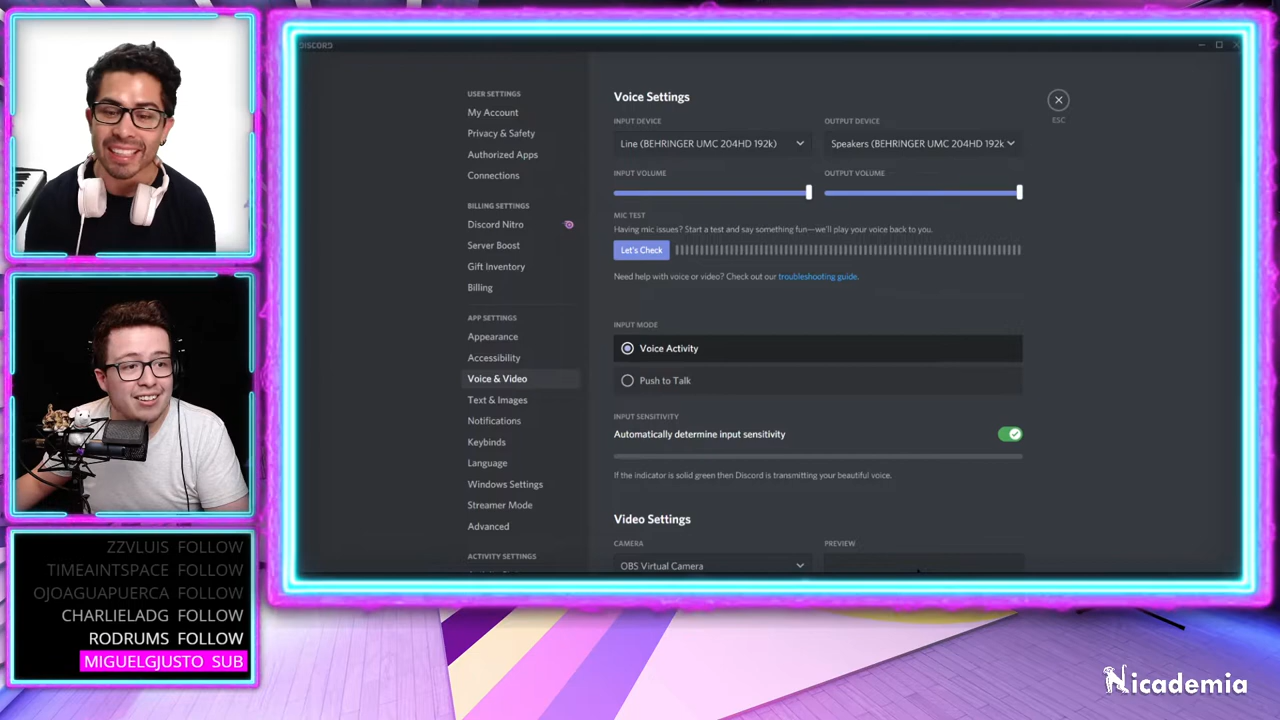 DISCORD
USER SETTINGS
My Account
Privacy & Safety
Authorized Apps
Connections
BILLING SETTINGS
Discord Nitro
Server Boost
Gift Inventory
Billing
APP SETTINGS
Appearance
Accessibility
Voice & Video
Text & Images
Notifications
Keybinds
Language
Windows Settings
Streamer Mode
Advanced
ACTIVITY SETTINGS
Voice Settings
ESC
INPUT DEVICE
OUTPUT DEVICE
Line (BEHRINGER UMC 204HD 192k)
Speakers (BEHRINGER UMC 204HD 192k
INPUT VOLUME
OUTPUT VOLUME
MIC TEST
Having mic issues? Start a test and say something fun—we'll play your voice back to you.
Let's Check
Need help with voice or video? Check out our troubleshooting guide.
INPUT MODE
Voice Activity
Push to Talk
INPUT SENSITIVITY
Automatically determine input sensitivity
If the indicator is solid green then Discord is transmitting your beautiful voice.
Video Settings
CAMERA
PREVIEW
OBS Virtual Camera
ZZVLUIS FOLLOW
TIMEAINTSPACE FOLLOW
OJOAGUAPUERCA FOLLOW
CHARLIELADG FOLLOW
RODRUMS FOLLOW
MIGUELGJUSTO SUB
Nicademia